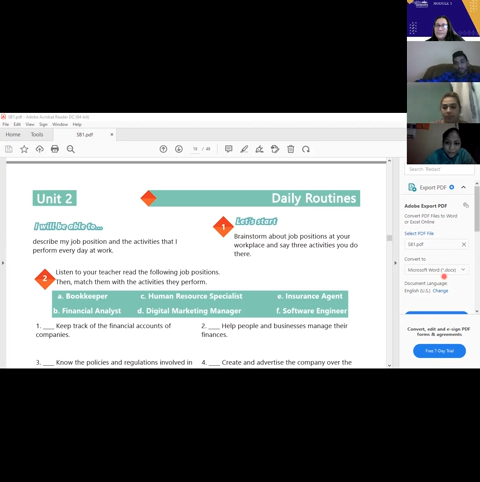 MODULE 2
SB1.pdf - Adobe Acrobat Reader DC (64-bit)
File Edit View Sign Window Help
Home Tools SB1.pdf ×
Search 'Redact'
Export PDF
Adobe Export PDF
Convert PDF Files to Word
or Excel Online
Select PDF File
SB1.pdf
Convert to
Microsoft Word (*.docx)
Document Language:
English (U.S.) Change
Convert, edit and e-sign PDF
forms & agreements
Free 7-Day Trial
Unit 2
Daily Routines
I will be able to...
describe my job position and the activities that I
perform every day at work.
1
Let's start
Brainstorm about job positions at your
workplace and say three activities you do
there.
2
Listen to your teacher read the following job positions.
Then, match them with the activities they perform.
a. Bookkeeper c. Human Resource Specialist e. Insurance Agent
b. Financial Analyst d. Digital Marketing Manager f. Software Engineer
1. ___ Keep track of the financial accounts of
companies.
2. ___ Help people and businesses manage their
finances.
3. ___ Know the policies and regulations involved in
4. ___ Create and advertise the company over the